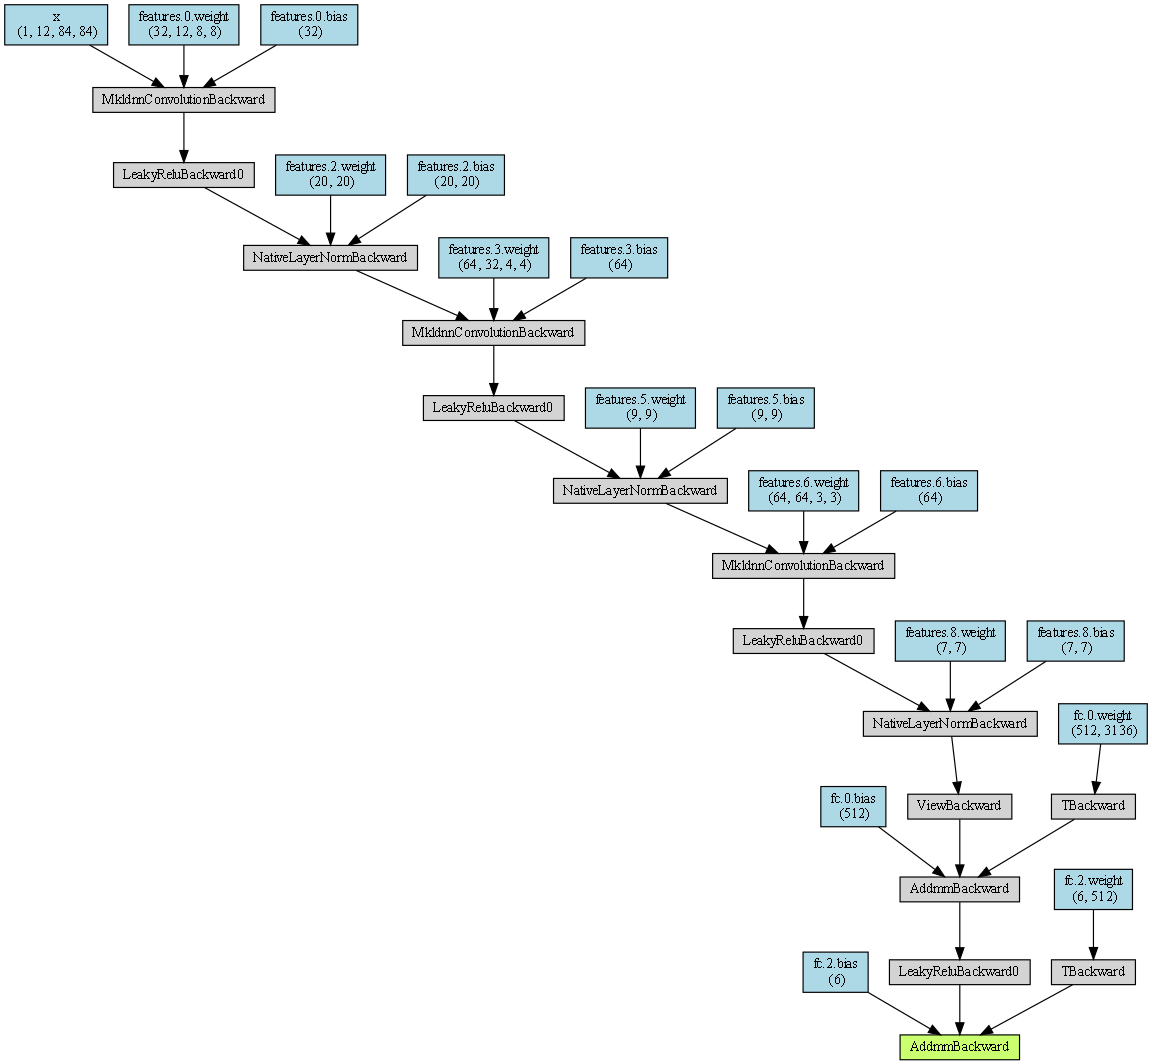 x
(1, 12, 84, 84)
features.0.weight
(32, 12, 8, 8)
features.0.bias
(32)
MkldnnConvolutionBackward
LeakyReluBackward0
features.2.weight
(20, 20)
features.2.bias
(20, 20)
NativeLayerNormBackward
features.3.weight
(64, 32, 4, 4)
features.3.bias
(64)
MkldnnConvolutionBackward
LeakyReluBackward0
features.5.weight
(9, 9)
features.5.bias
(9, 9)
NativeLayerNormBackward
features.6.weight
(64, 64, 3, 3)
features.6.bias
(64)
MkldnnConvolutionBackward
LeakyReluBackward0
features.8.weight
(7, 7)
features.8.bias
(7, 7)
NativeLayerNormBackward
fc.0.weight
(512, 3136)
fc.0.bias
(512)
ViewBackward
TBackward
AddmmBackward
fc.2.weight
(6, 512)
fc.2.bias
(6)
LeakyReluBackward0
TBackward
AddmmBackward